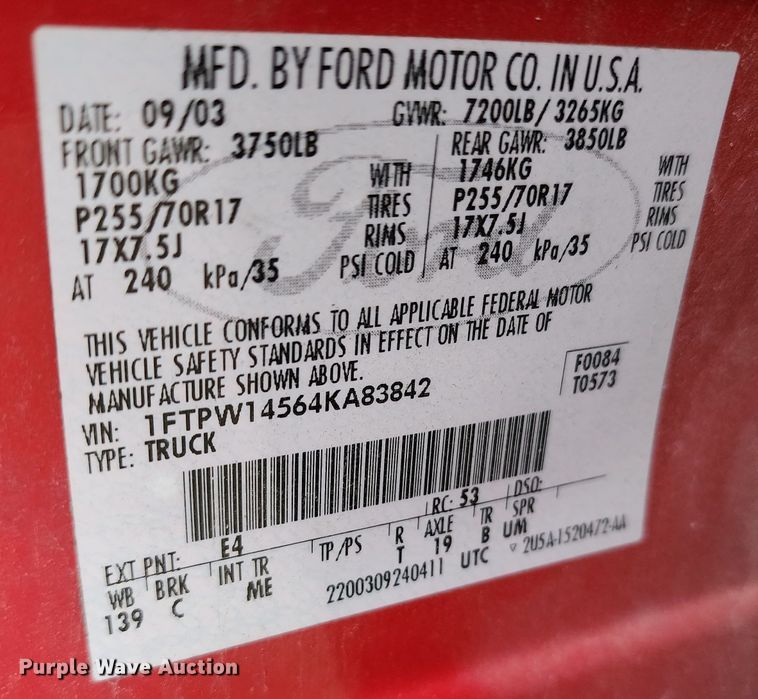 MFD. BY FORD MOTOR CO. IN U.S.A.
DATE: 09/03 GVWR: 7200LB/ 3265KG
FRONT GAWR: 3750LB REAR GAWR: 3850LB
1700KG WITH 1746KG WITH
P255/70R17 TIRES P255/70R17 TIRES
17X7.5J RIMS 17X7.5J RIMS
AT 240 kPa/35 PSI COLD AT 240 kPa/35 PSI COLD
Ford
THIS VEHICLE CONFORMS TO ALL APPLICABLE FEDERAL MOTOR
VEHICLE SAFETY STANDARDS IN EFFECT ON THE DATE OF
MANUFACTURE SHOWN ABOVE.
F0084
T0573
VIN: 1FTPW14564KA83842
TYPE: TRUCK
EXT PNT: E4 RC: 53 DSO:
WB BRK INT TR TP/PS R AXLE TR SPR
139 C ME T 19 B UM
2200309240411 UTC ▽ 2U5A-1520472-AA
Purple Wave Auction